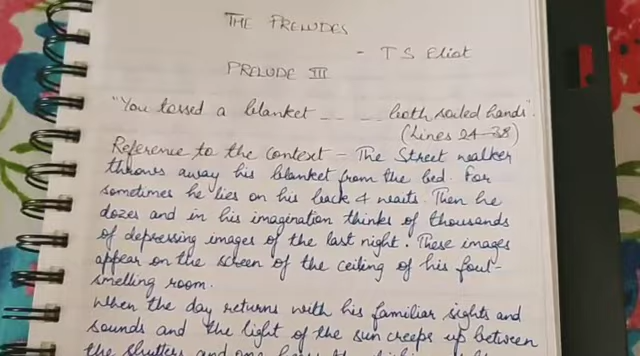 THE PRELUDES
- T S Eliot
PRELUDE III
"You tossed a blanket _ _ _ both soiled hands".
(Lines 24-38)
Reference to the context - The Street walker
throws away his blanket from the bed. For
sometimes he lies on his back & waits. Then he
dozes and in his imagination thinks of thousands
of depressing images of the last night. These images
appear on the screen of the ceiling of his foul-
smelling room.
When the day returns with his familiar sights and
sounds and the light of the sun creeps up between
the shutters and one hears the